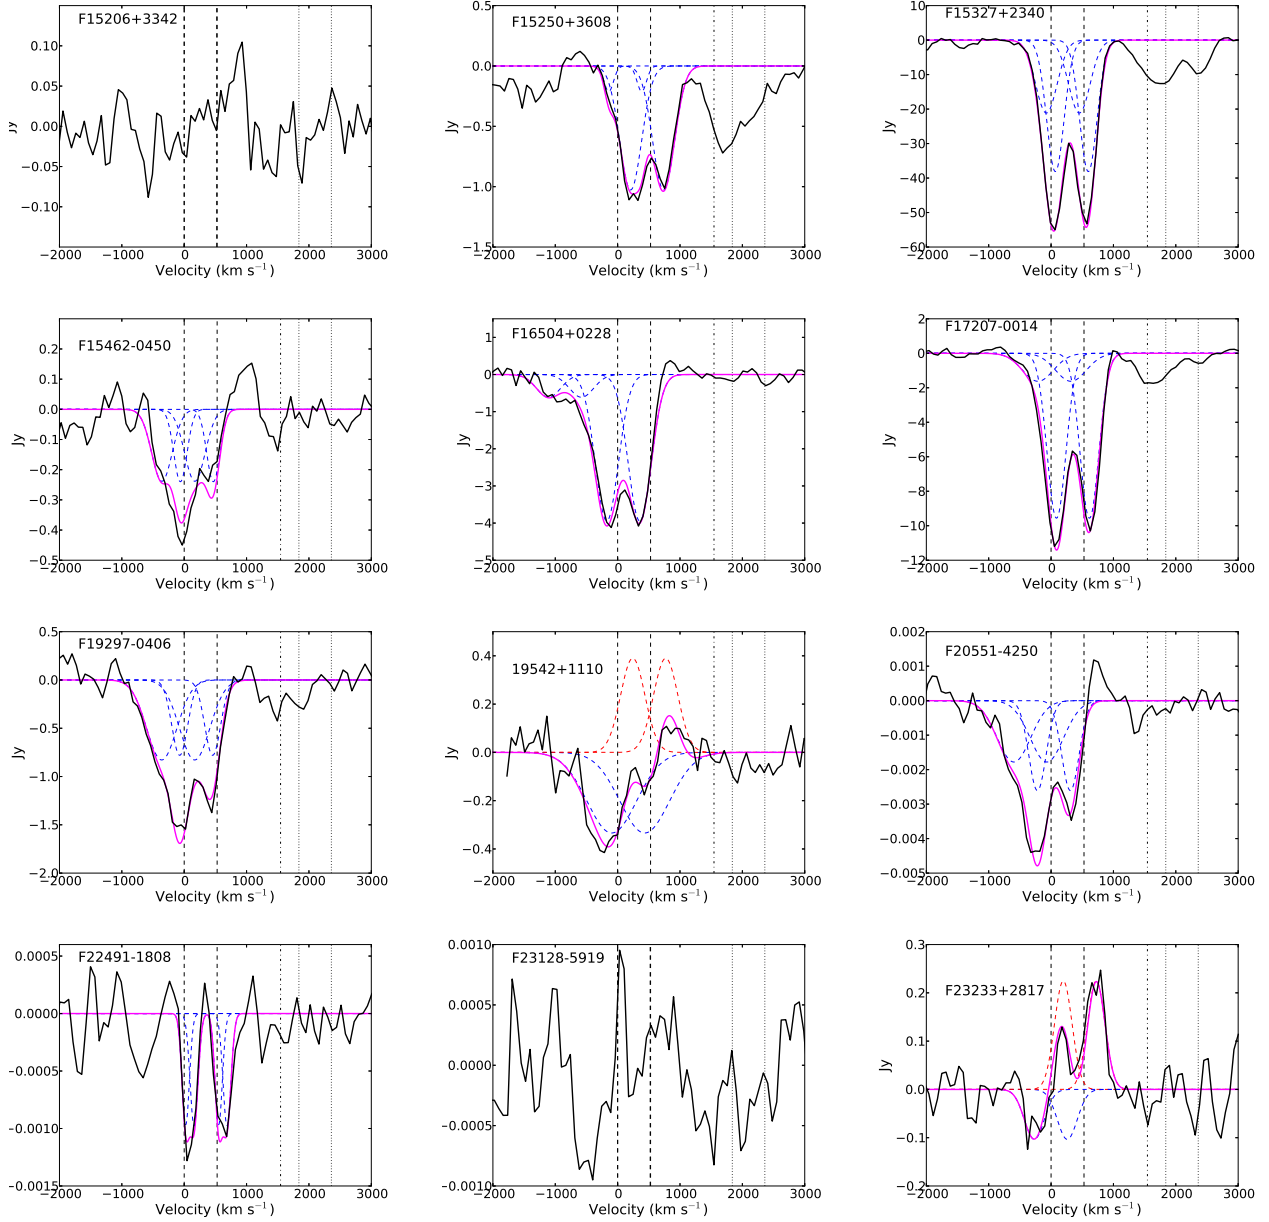 F15206+3342
0.10
0.05
0.00
−0.05
−0.10
Jy
−2000 −1000 0 1000 2000 3000
Velocity (km s⁻¹)
F15250+3608
0.5
0.0
−0.5
−1.0
−1.5
Jy
−2000 −1000 0 1000 2000 3000
Velocity (km s⁻¹)
F15327+2340
10
0
−10
−20
−30
−40
−50
−60
Jy
−2000 −1000 0 1000 2000 3000
Velocity (km s⁻¹)
F15462-0450
0.2
0.1
0.0
−0.1
−0.2
−0.3
−0.4
−0.5
Jy
−2000 −1000 0 1000 2000 3000
Velocity (km s⁻¹)
F16504+0228
1
0
−1
−2
−3
−4
−5
Jy
−2000 −1000 0 1000 2000 3000
Velocity (km s⁻¹)
F17207-0014
2
0
−2
−4
−6
−8
−10
−12
Jy
−2000 −1000 0 1000 2000 3000
Velocity (km s⁻¹)
F19297-0406
0.5
0.0
−0.5
−1.0
−1.5
−2.0
Jy
−2000 −1000 0 1000 2000 3000
Velocity (km s⁻¹)
19542+1110
0.4
0.2
0.0
−0.2
−0.4
Jy
−2000 −1000 0 1000 2000 3000
Velocity (km s⁻¹)
F20551-4250
0.002
0.001
0.000
−0.001
−0.002
−0.003
−0.004
−0.005
−2000 −1000 0 1000 2000 3000
Velocity (km s⁻¹)
F22491-1808
0.0005
0.0000
−0.0005
−0.0010
−0.0015
−2000 −1000 0 1000 2000 3000
Velocity (km s⁻¹)
F23128-5919
0.0010
0.0005
0.0000
−0.0005
−0.0010
−2000 −1000 0 1000 2000 3000
Velocity (km s⁻¹)
F23233+2817
0.3
0.2
0.1
0.0
−0.1
−0.2
Jy
−2000 −1000 0 1000 2000 3000
Velocity (km s⁻¹)